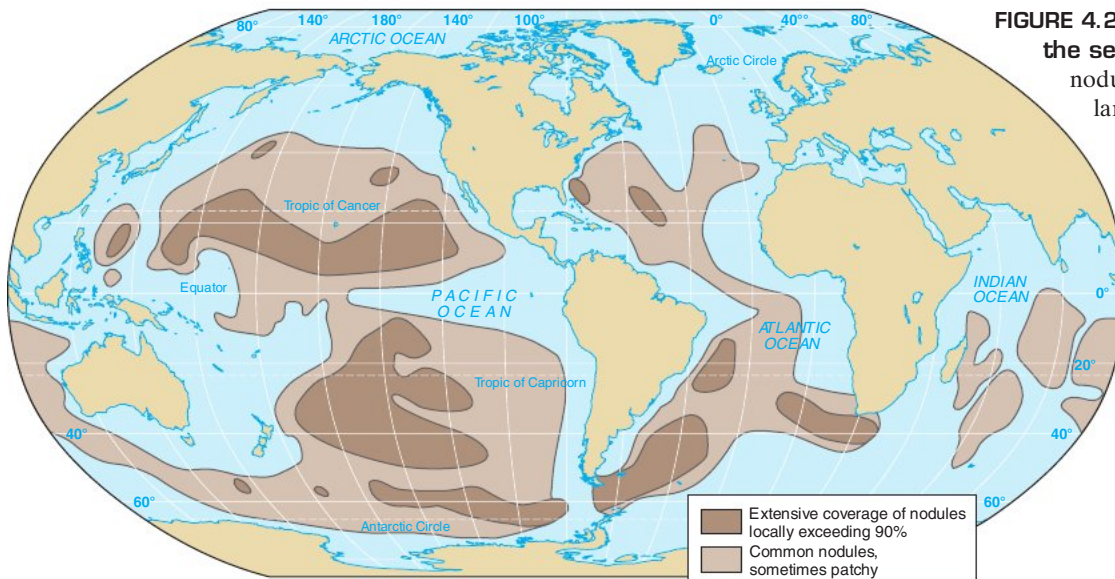 80° 140° 180° 140° 100° 0° 40° 80°
ARCTIC OCEAN
FIGURE 4.2
the se
nodu
lar
Arctic Circle
Tropic of Cancer
Equator
PACIFIC
OCEAN
INDIAN
OCEAN
0°
ATLANTIC
OCEAN
20°
Tropic of Capricorn
40°
40°
60°
60°
Antarctic Circle
Extensive coverage of nodules
locally exceeding 90%
Common nodules,
sometimes patchy